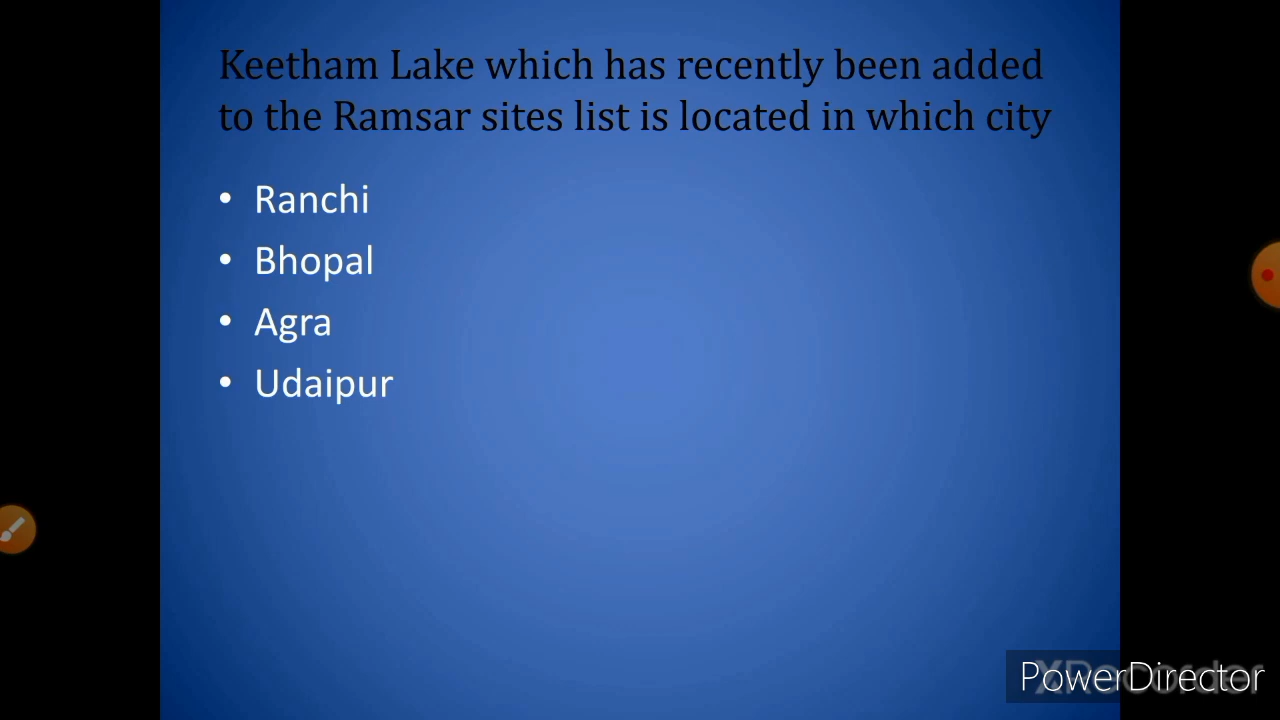 Keetham Lake which has recently been added
to the Ramsar sites list is located in which city
• Ranchi
• Bhopal
• Agra
• Udaipur
XRecorder
PowerDirector